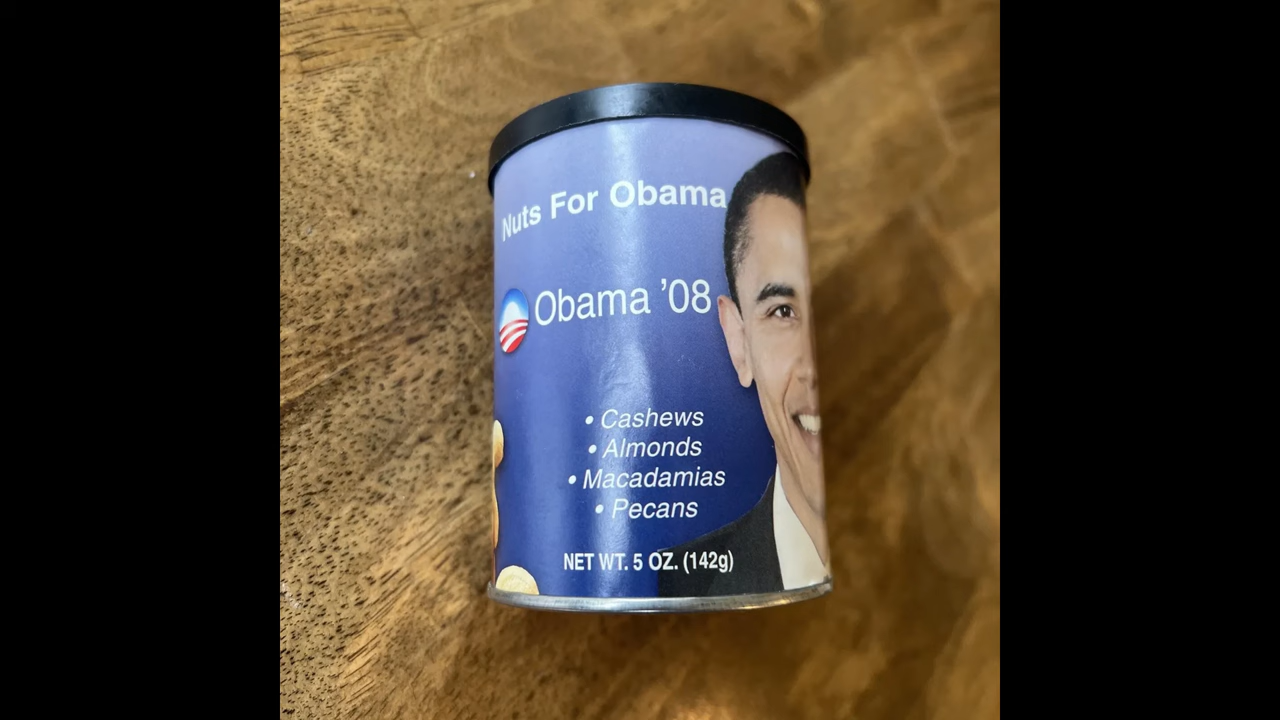 Nuts For Obama
Obama '08
• Cashews
• Almonds
• Macadamias
• Pecans
NET WT. 5 OZ. (142g)